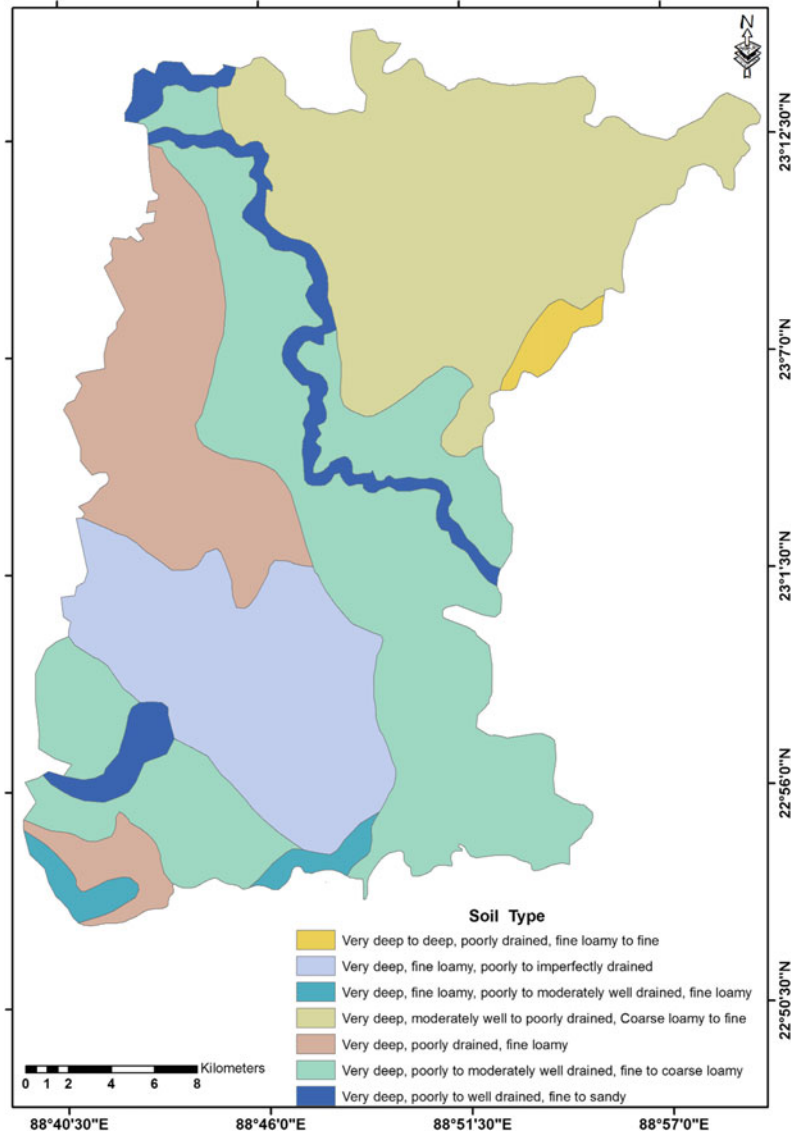 N
23°12'30"N
23°7'0"N
23°1'30"N
22°56'0"N
22°50'30"N
Soil Type
Very deep to deep, poorly drained, fine loamy to fine
Very deep, fine loamy, poorly to imperfectly drained
Very deep, fine loamy, poorly to moderately well drained, fine loamy
Very deep, moderately well to poorly drained, Coarse loamy to fine
Very deep, poorly drained, fine loamy
Very deep, poorly to moderately well drained, fine to coarse loamy
Very deep, poorly to well drained, fine to sandy
Kilometers
0 1 2 4 6 8
88°40'30"E 88°46'0"E 88°51'30"E 88°57'0"E